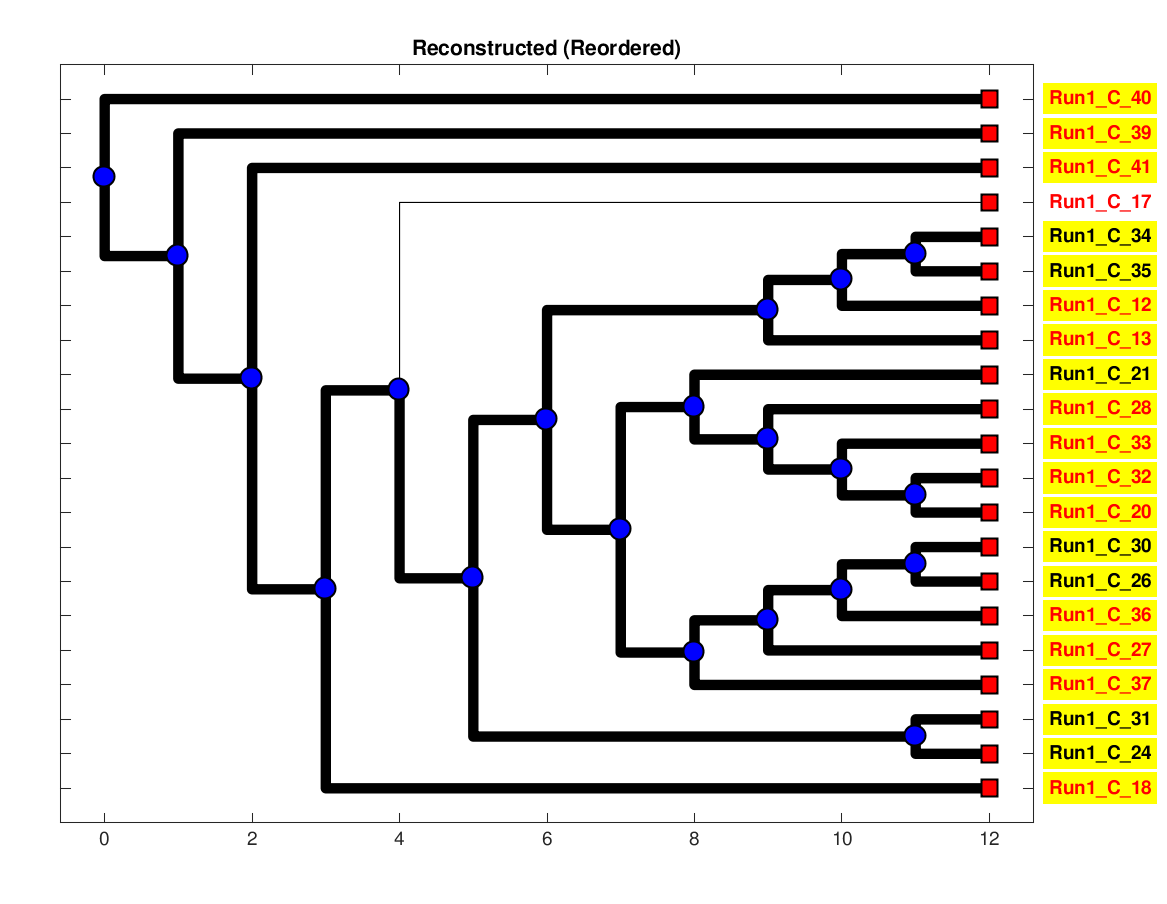 Reconstructed (Reordered)
Run1_C_40
Run1_C_39
Run1_C_41
Run1_C_17
Run1_C_34
Run1_C_35
Run1_C_12
Run1_C_13
Run1_C_21
Run1_C_28
Run1_C_33
Run1_C_32
Run1_C_20
Run1_C_30
Run1_C_26
Run1_C_36
Run1_C_27
Run1_C_37
Run1_C_31
Run1_C_24
Run1_C_18
0 2 4 6 8 10 12